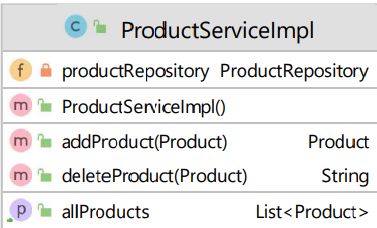 C ProductServiceImpl
f productRepository ProductRepository
m ProductServiceImpl()
m addProduct(Product) Product
m deleteProduct(Product) String
p allProducts List<Product>